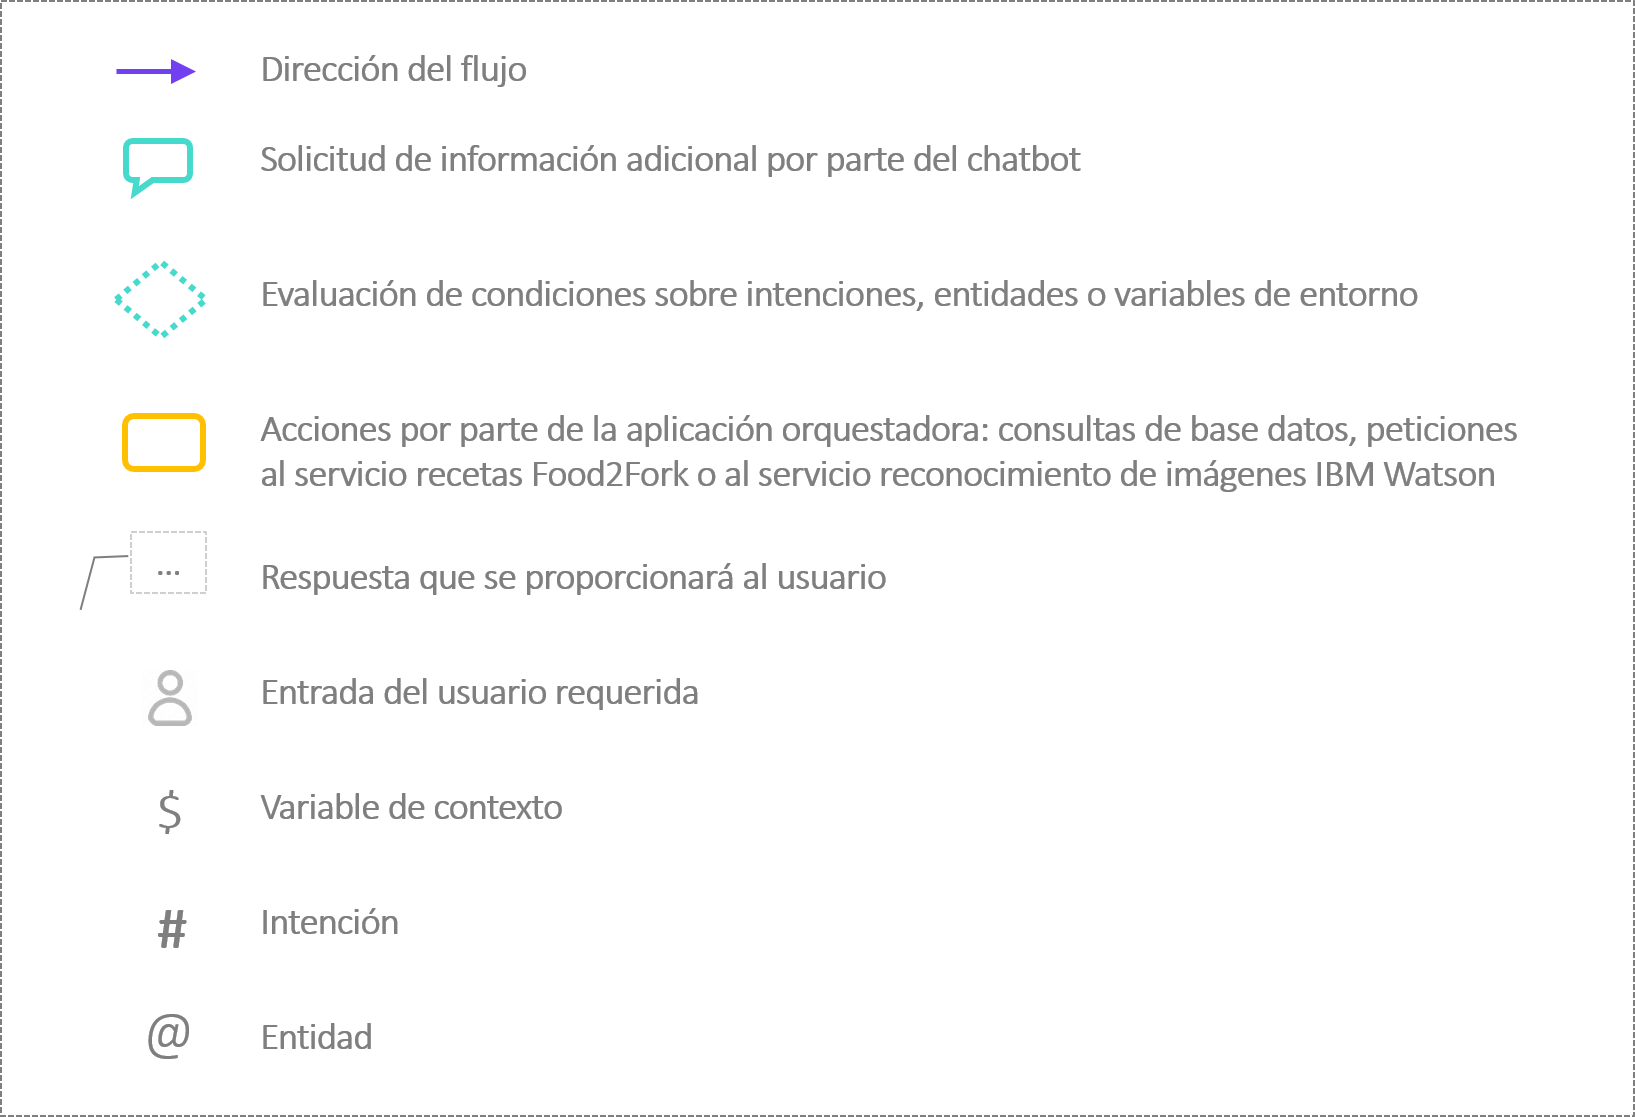 Dirección del flujo
Solicitud de información adicional por parte del chatbot
Evaluación de condiciones sobre intenciones, entidades o variables de entorno
Acciones por parte de la aplicación orquestadora: consultas de base datos, peticiones
al servicio recetas Food2Fork o al servicio reconocimiento de imágenes IBM Watson
... Respuesta que se proporcionará al usuario
Entrada del usuario requerida
$ Variable de contexto
# Intención
@ Entidad